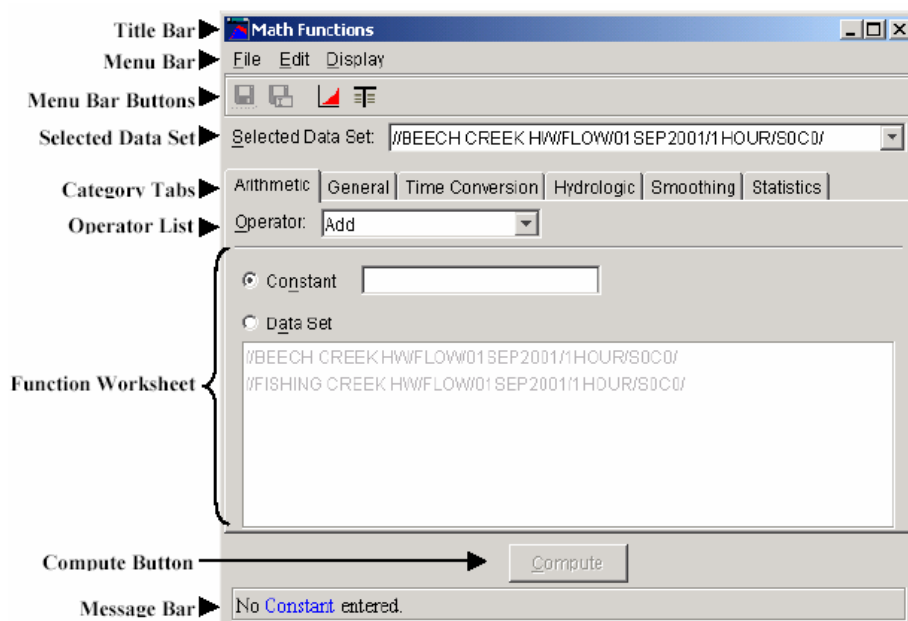 Title Bar Math Functions
Menu Bar File Edit Display
Menu Bar Buttons
Selected Data Set Selected Data Set: //BEECH CREEK HW/FLOW/01SEP2001/1HOUR/S0C0/
Category Tabs Arithmetic General Time Conversion Hydrologic Smoothing Statistics
Operator List Operator: Add
Constant
Data Set
//BEECH CREEK HW/FLOW/01SEP2001/1HOUR/S0C0/
//FISHING CREEK HW/FLOW/01SEP2001/1HOUR/S0C0/
Function Worksheet
Compute Button Compute
Message Bar No Constant entered.